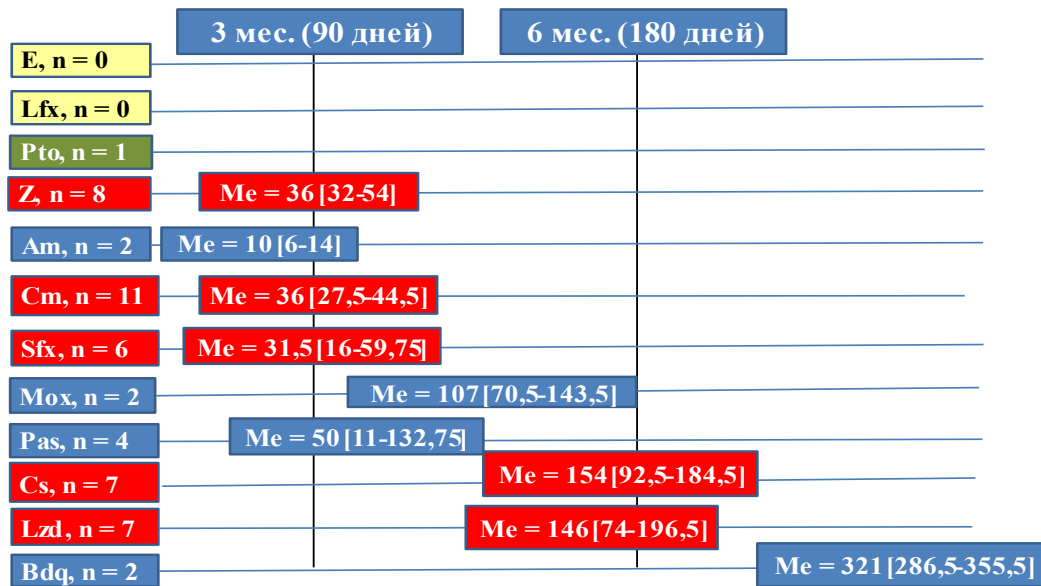 3 мес. (90 дней) 6 мес. (180 дней)
E, n = 0
Lfx, n = 0
Pto, n = 1
Z, n = 8 Me = 36 [32-54]
Am, n = 2 Me = 10 [6-14]
Cm, n = 11 Me = 36 [27,5-44,5]
Sfx, n = 6 Me = 31,5 [16-59,75]
Mox, n = 2 Me = 107 [70,5-143,5]
Pas, n = 4 Me = 50 [11-132,75]
Cs, n = 7 Me = 154 [92,5-184,5]
Lzd, n = 7 Me = 146 [74-196,5]
Bdq, n = 2 Me = 321 [286,5-355,5]